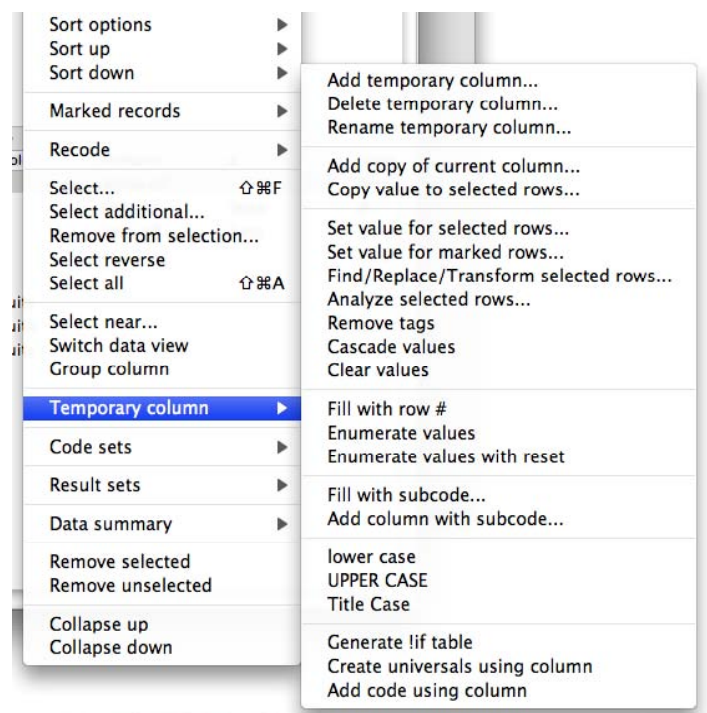 Sort options
Sort up
Sort down
Marked records
Recode
Select... ⇧⌘F
Select additional...
Remove from selection...
Select reverse
Select all ⇧⌘A
Select near...
Switch data view
Group column
Temporary column
Code sets
Result sets
Data summary
Remove selected
Remove unselected
Collapse up
Collapse down
Add temporary column...
Delete temporary column...
Rename temporary column...
Add copy of current column...
Copy value to selected rows...
Set value for selected rows...
Set value for marked rows...
Find/Replace/Transform selected rows...
Analyze selected rows...
Remove tags
Cascade values
Clear values
Fill with row #
Enumerate values
Enumerate values with reset
Fill with subcode...
Add column with subcode...
lower case
UPPER CASE
Title Case
Generate !if table
Create universals using column
Add code using column